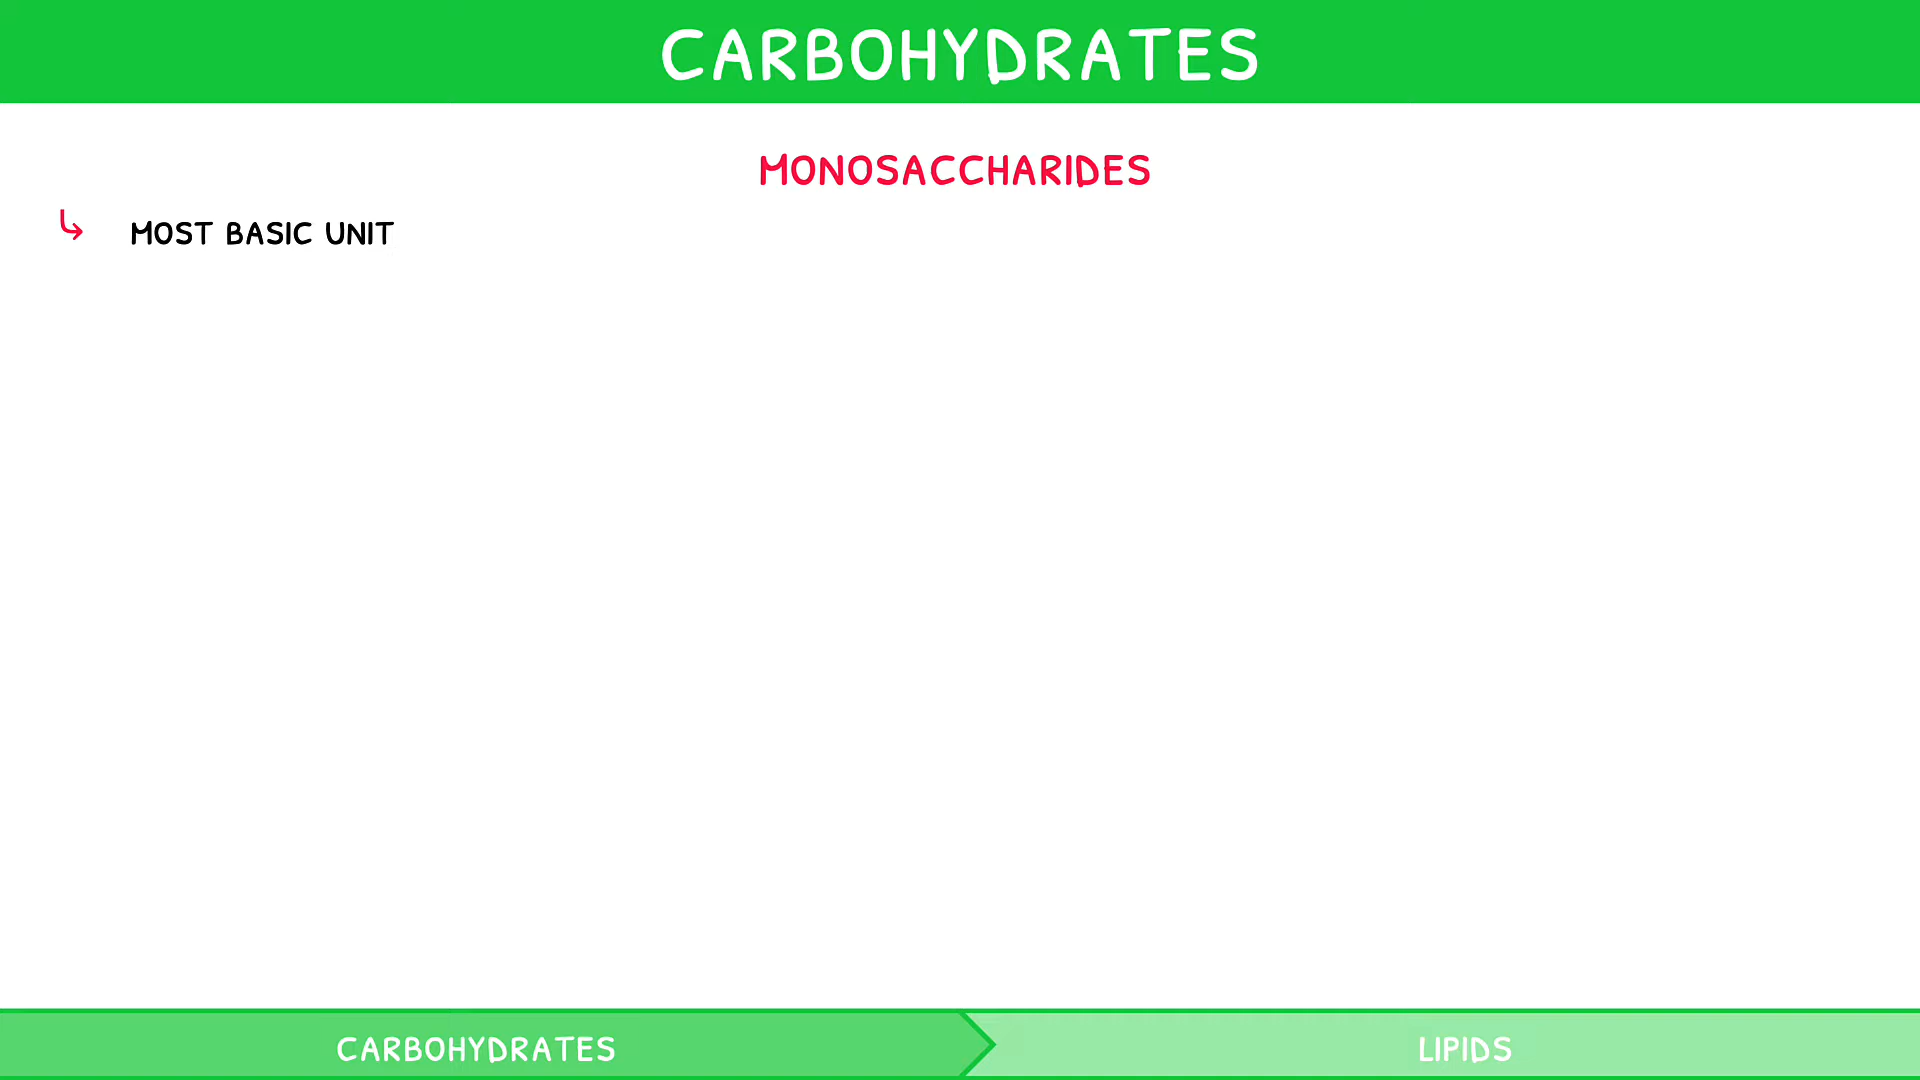 CARBOHYDRATES
MONOSACCHARIDES
MOST BASIC UNIT
CARBOHYDRATES
LIPIDS